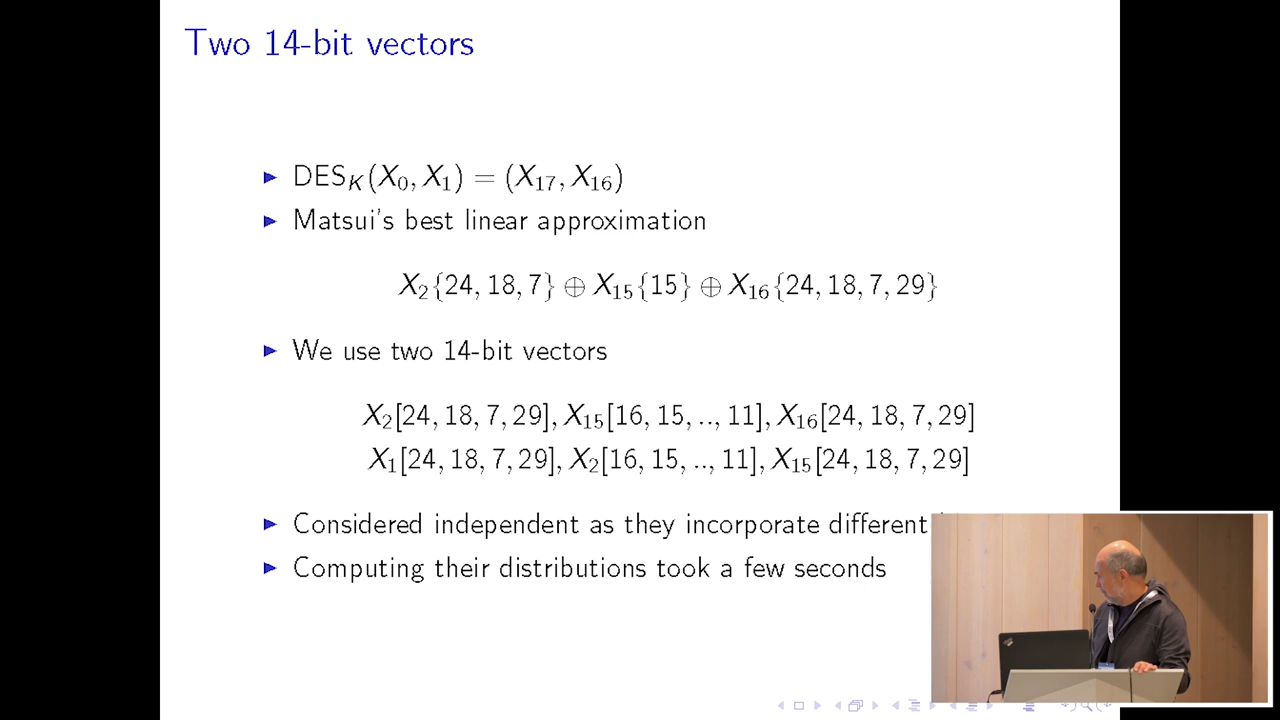 Two 14-bit vectors
▶ DES_K(X_0, X_1) = (X_17, X_16)
▶ Matsui's best linear approximation
X_2{24, 18, 7} ⊕ X_15{15} ⊕ X_16{24, 18, 7, 29}
▶ We use two 14-bit vectors
X_2[24, 18, 7, 29], X_15[16, 15, .., 11], X_16[24, 18, 7, 29]
X_1[24, 18, 7, 29], X_2[16, 15, .., 11], X_15[24, 18, 7, 29]
▶ Considered independent as they incorporate different
▶ Computing their distributions took a few seconds